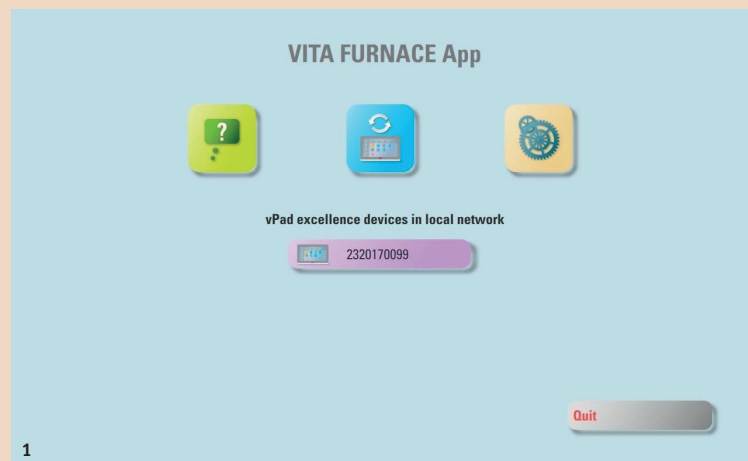 VITA FURNACE App
?
vPad excellence devices in local network
2320170099
Quit
1